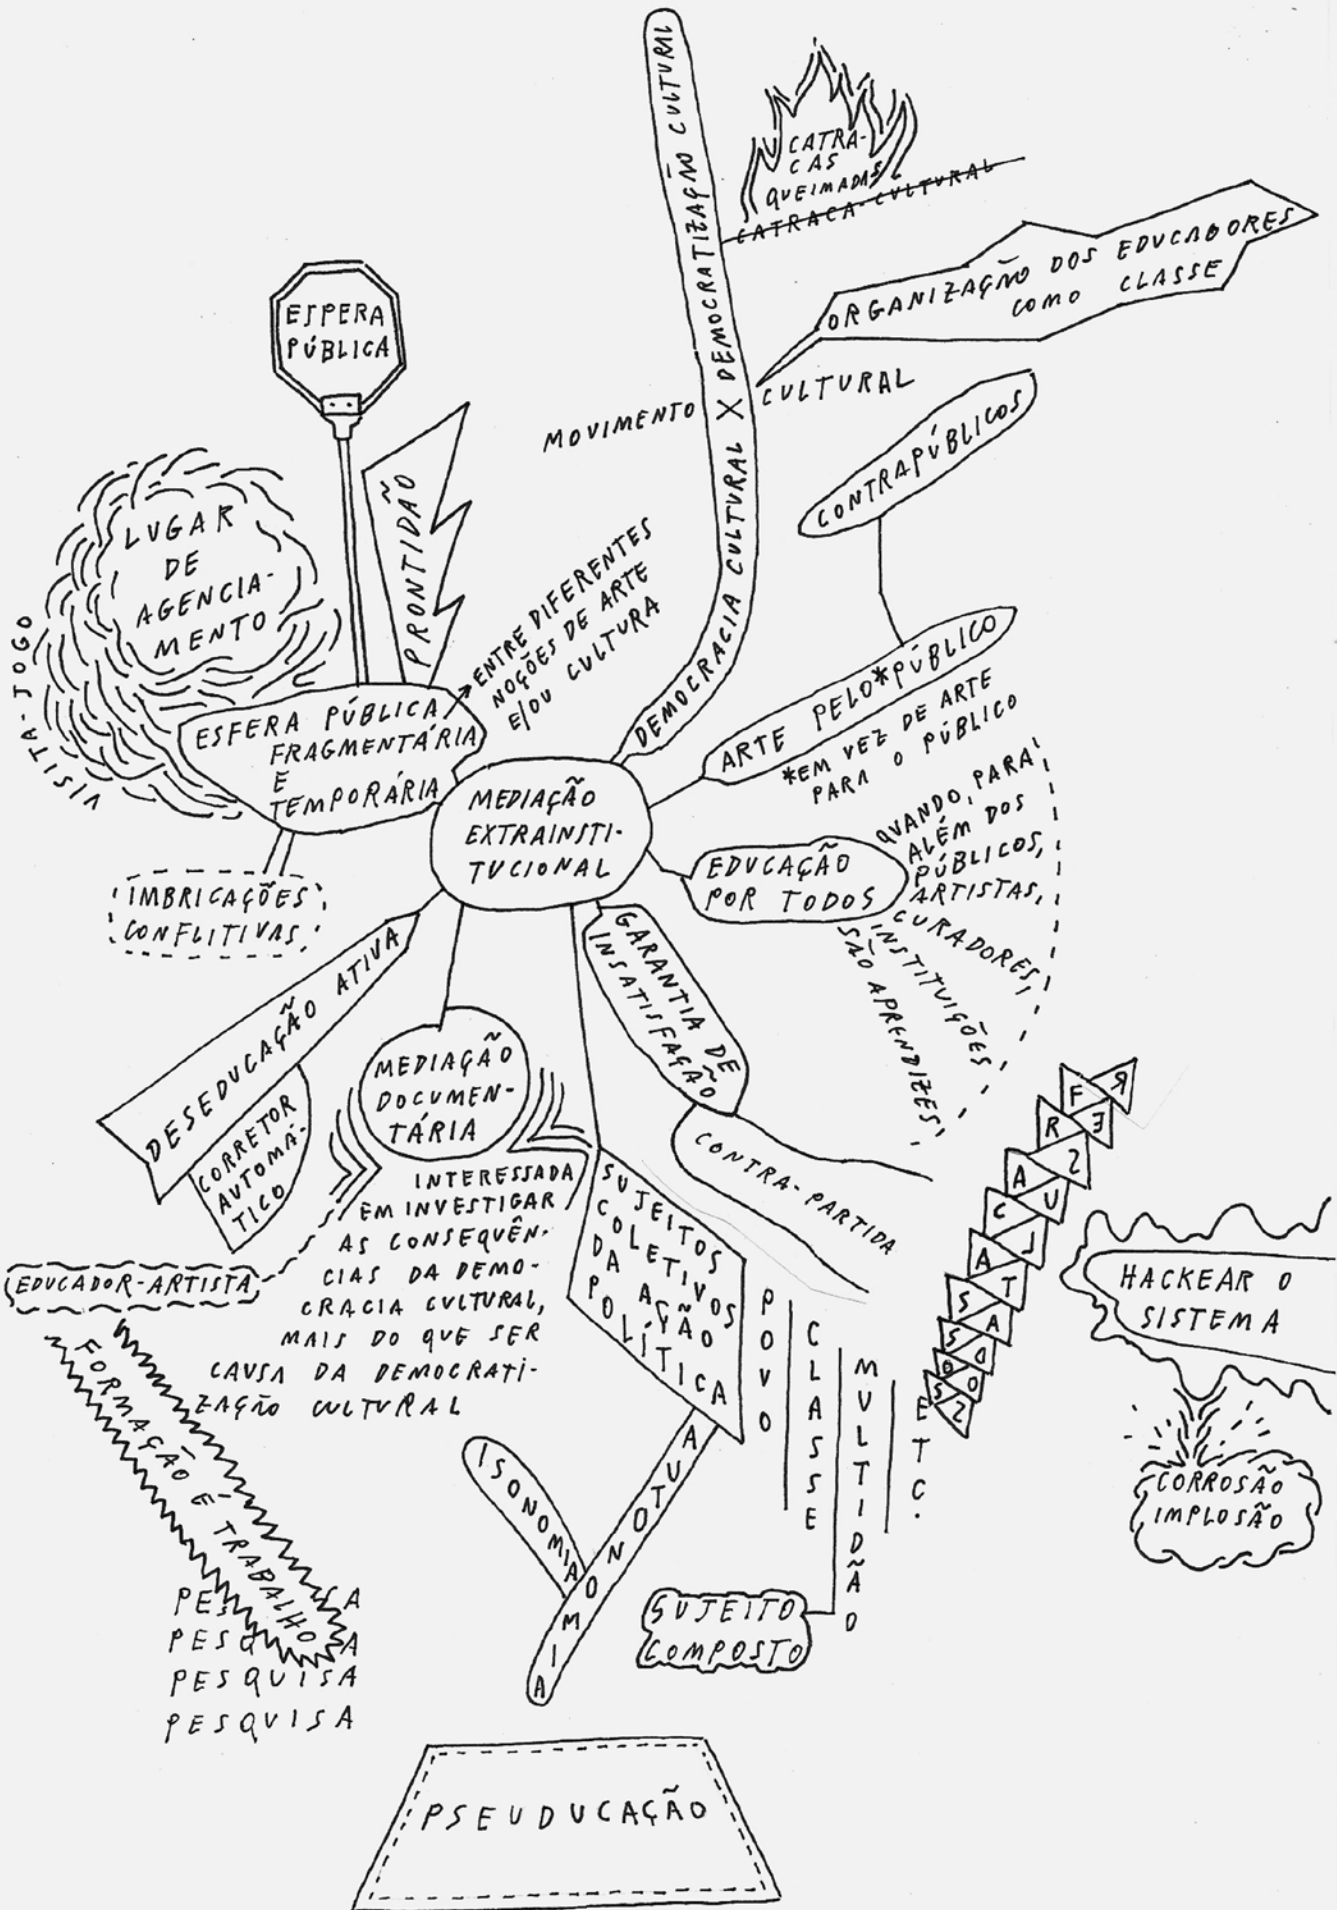 DEMOCRACIA CULTURAL X DEMOCRATIZAÇÃO CULTURAL
CATRA-
CAS
QUEIMADAS
CATRACA-CULTURAL
ORGANIZAÇÃO DOS EDUCADORES
COMO CLASSE
MOVIMENTO
CULTURAL
ESPERA
PÚBLICA
PRONTIDÃO
CONTRAPÚBLICOS
LUGAR
DE
AGENCIA-
MENTO
VISITA-JOGO
ENTRE DIFERENTES
NOÇÕES DE ARTE
E/OU CULTURA
ESFERA PÚBLICA
FRAGMENTÁRIA
E
TEMPORÁRIA
ARTE PELO*PÚBLICO
*EM VEZ DE ARTE
PARA O PÚBLICO
MEDIAÇÃO
EXTRAINSTI-
TUCIONAL
EDUCAÇÃO
POR TODOS
QUANDO, PARA
ALÉM DOS
PÚBLICOS,
ARTISTAS,
CURADORES,
INSTITUIÇÕES
SÃO APRENDIZES
IMBRICAÇÕES
CONFLITIVAS
DESEDUCAÇÃO ATIVA
CORRETOR
AUTOMÁ-
TICO
GARANTIA DE
INSATISFAÇÃO
CONTRA-PARTIDA
MEDIAÇÃO
DOCUMEN-
TÁRIA
INTERESSADA
EM INVESTIGAR
AS CONSEQUÊN-
CIAS DA DEMO-
CRACIA CULTURAL,
MAIS DO QUE SER
CAUSA DA DEMOCRATI-
ZAÇÃO CULTURAL
EDUCADOR-ARTISTA
FORMAÇÃO É TRABALHO
PESQUISA
PESQUISA
SUJEITOS
COLETIVOS
DA AÇÃO
POLÍTICA
POVO
CLASSE
MULTIDÃO
ETC.
SUJEITO
COMPOSTO
AUTONOMIA
ISONOMIA
HACKEAR O
SISTEMA
CORROSÃO
IMPLOSÃO
PSEUDUCAÇÃO